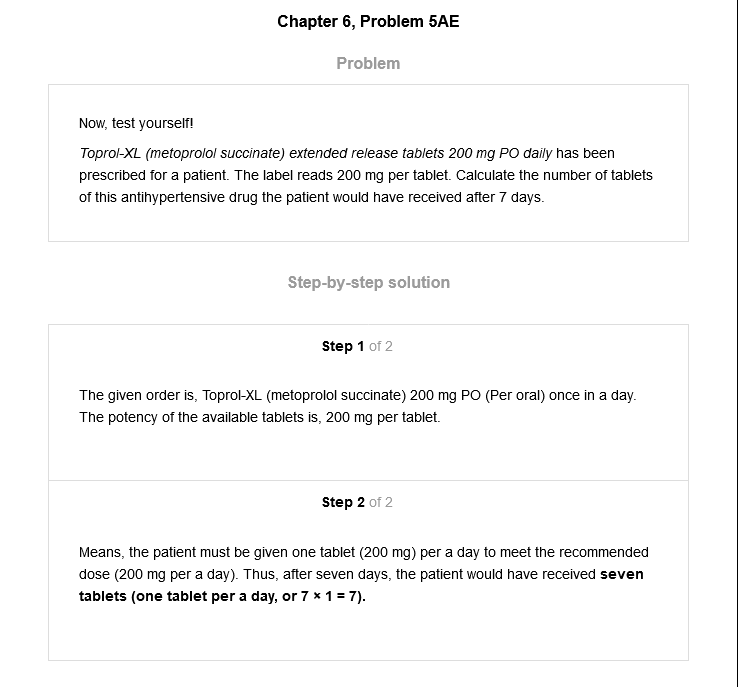 Chapter 6, Problem 5AE
Problem
Now, test yourself!
Toprol-XL (metoprolol succinate) extended release tablets 200 mg PO daily has been
prescribed for a patient. The label reads 200 mg per tablet. Calculate the number of tablets
of this antihypertensive drug the patient would have received after 7 days.
Step-by-step solution
Step 1 of 2
The given order is, Toprol-XL (metoprolol succinate) 200 mg PO (Per oral) once in a day.
The potency of the available tablets is, 200 mg per tablet.
Step 2 of 2
Means, the patient must be given one tablet (200 mg) per a day to meet the recommended
dose (200 mg per a day). Thus, after seven days, the patient would have received seven
tablets (one tablet per a day, or 7 × 1 = 7).